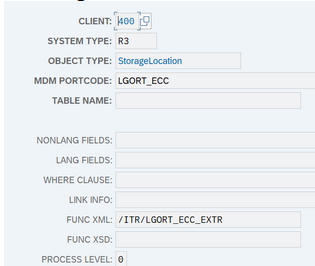 CLIENT: 400
SYSTEM TYPE: R3
OBJECT TYPE: StorageLocation
MDM PORTCODE: LGORT_ECC
TABLE NAME:
NONLANG FIELDS:
LANG FIELDS:
WHERE CLAUSE:
LINK INFO:
FUNC XML: /ITR/LGORT_ECC_EXTR
FUNC XSD:
PROCESS LEVEL: 0